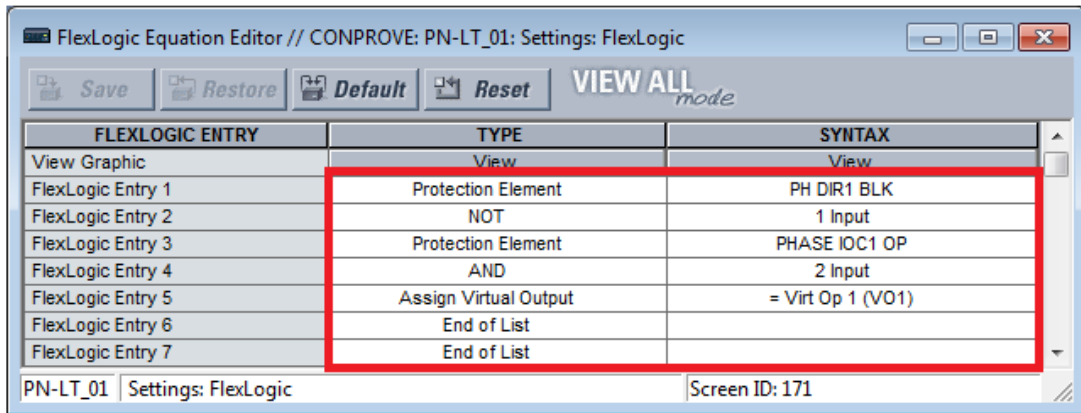 FlexLogic Equation Editor // CONPROVE: PN-LT_01: Settings: FlexLogic
Save Restore Default Reset VIEW ALL mode
FLEXLOGIC ENTRY TYPE SYNTAX
View Graphic View View
FlexLogic Entry 1 Protection Element PH DIR1 BLK
FlexLogic Entry 2 NOT 1 Input
FlexLogic Entry 3 Protection Element PHASE IOC1 OP
FlexLogic Entry 4 AND 2 Input
FlexLogic Entry 5 Assign Virtual Output = Virt Op 1 (VO1)
FlexLogic Entry 6 End of List
FlexLogic Entry 7 End of List
PN-LT_01 Settings: FlexLogic Screen ID: 171